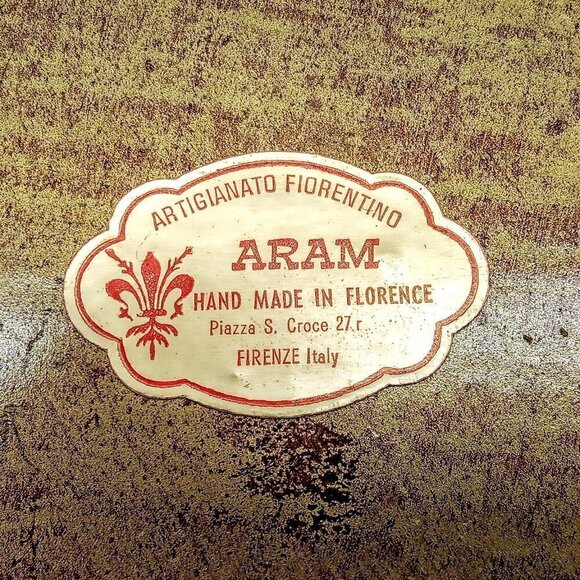 ARTIGIANATO FIORENTINO
ARAM
HAND MADE IN FLORENCE
Piazza S. Croce 27.r
FIRENZE Italy